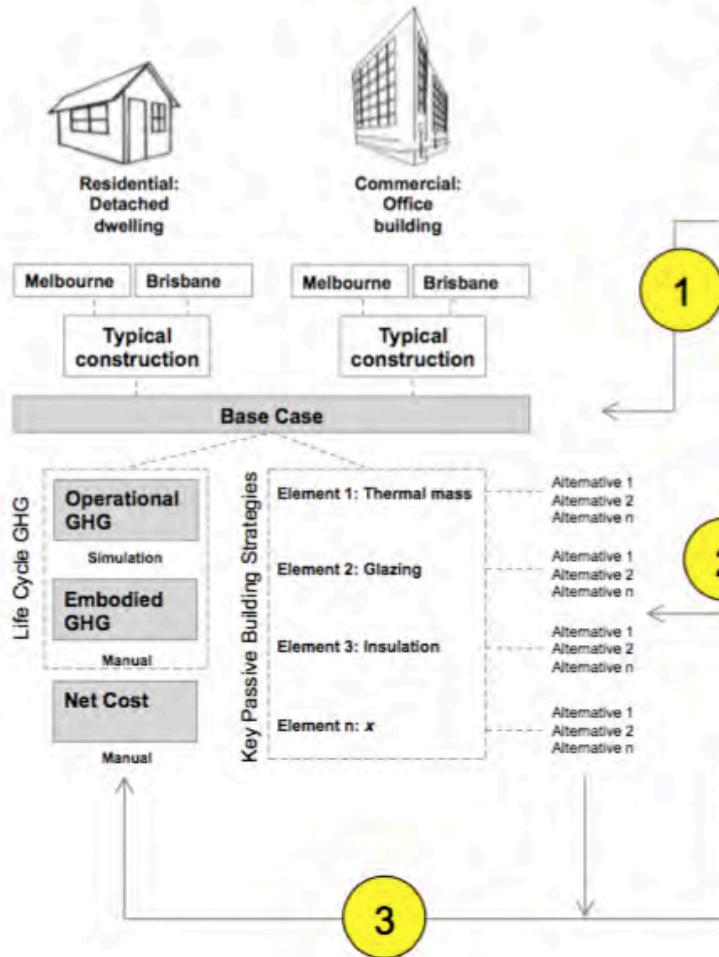 Residential:
Detached
dwelling
Commercial:
Office
building
Melbourne
Brisbane
Melbourne
Brisbane
1
Typical
construction
Typical
construction
Base Case
Life Cycle GHG
Operational
GHG
Simulation
Embodied
GHG
Manual
Net Cost
Manual
Key Passive Building Strategies
Element 1: Thermal mass
Alternative 1
Alternative 2
Alternative n
Element 2: Glazing
Alternative 1
Alternative 2
Alternative n
2
Element 3: Insulation
Alternative 1
Alternative 2
Alternative n
Element n: x
Alternative 1
Alternative 2
Alternative n
3